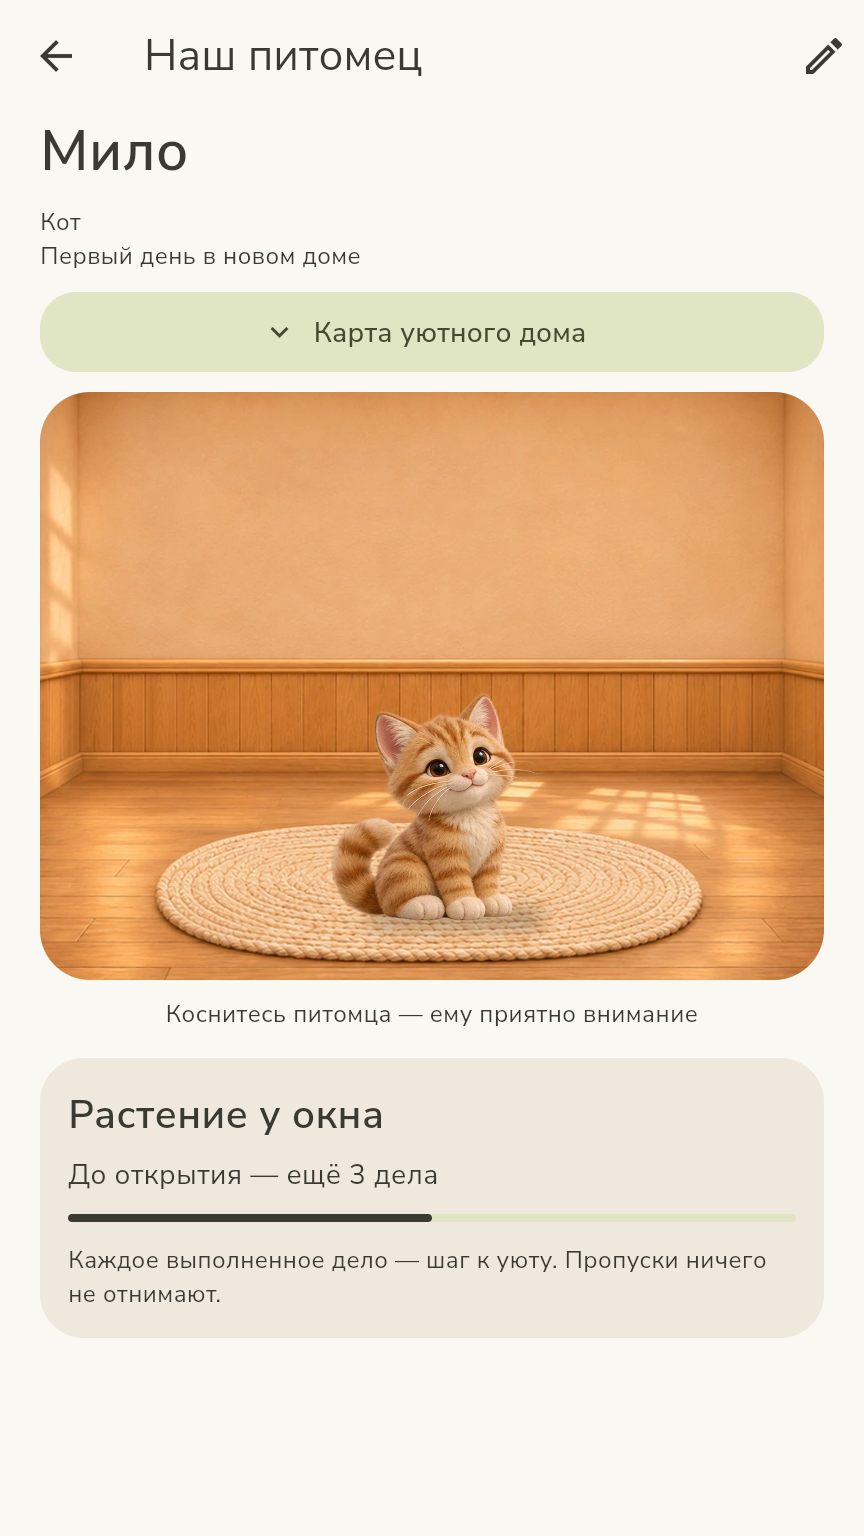 Наш питомец
Мило
Кот
Первый день в новом доме
Карта уютного дома
Коснитесь питомца — ему приятно внимание
Растение у окна
До открытия — ещё 3 дела
Каждое выполненное дело — шаг к уюту. Пропуски ничего
не отнимают.